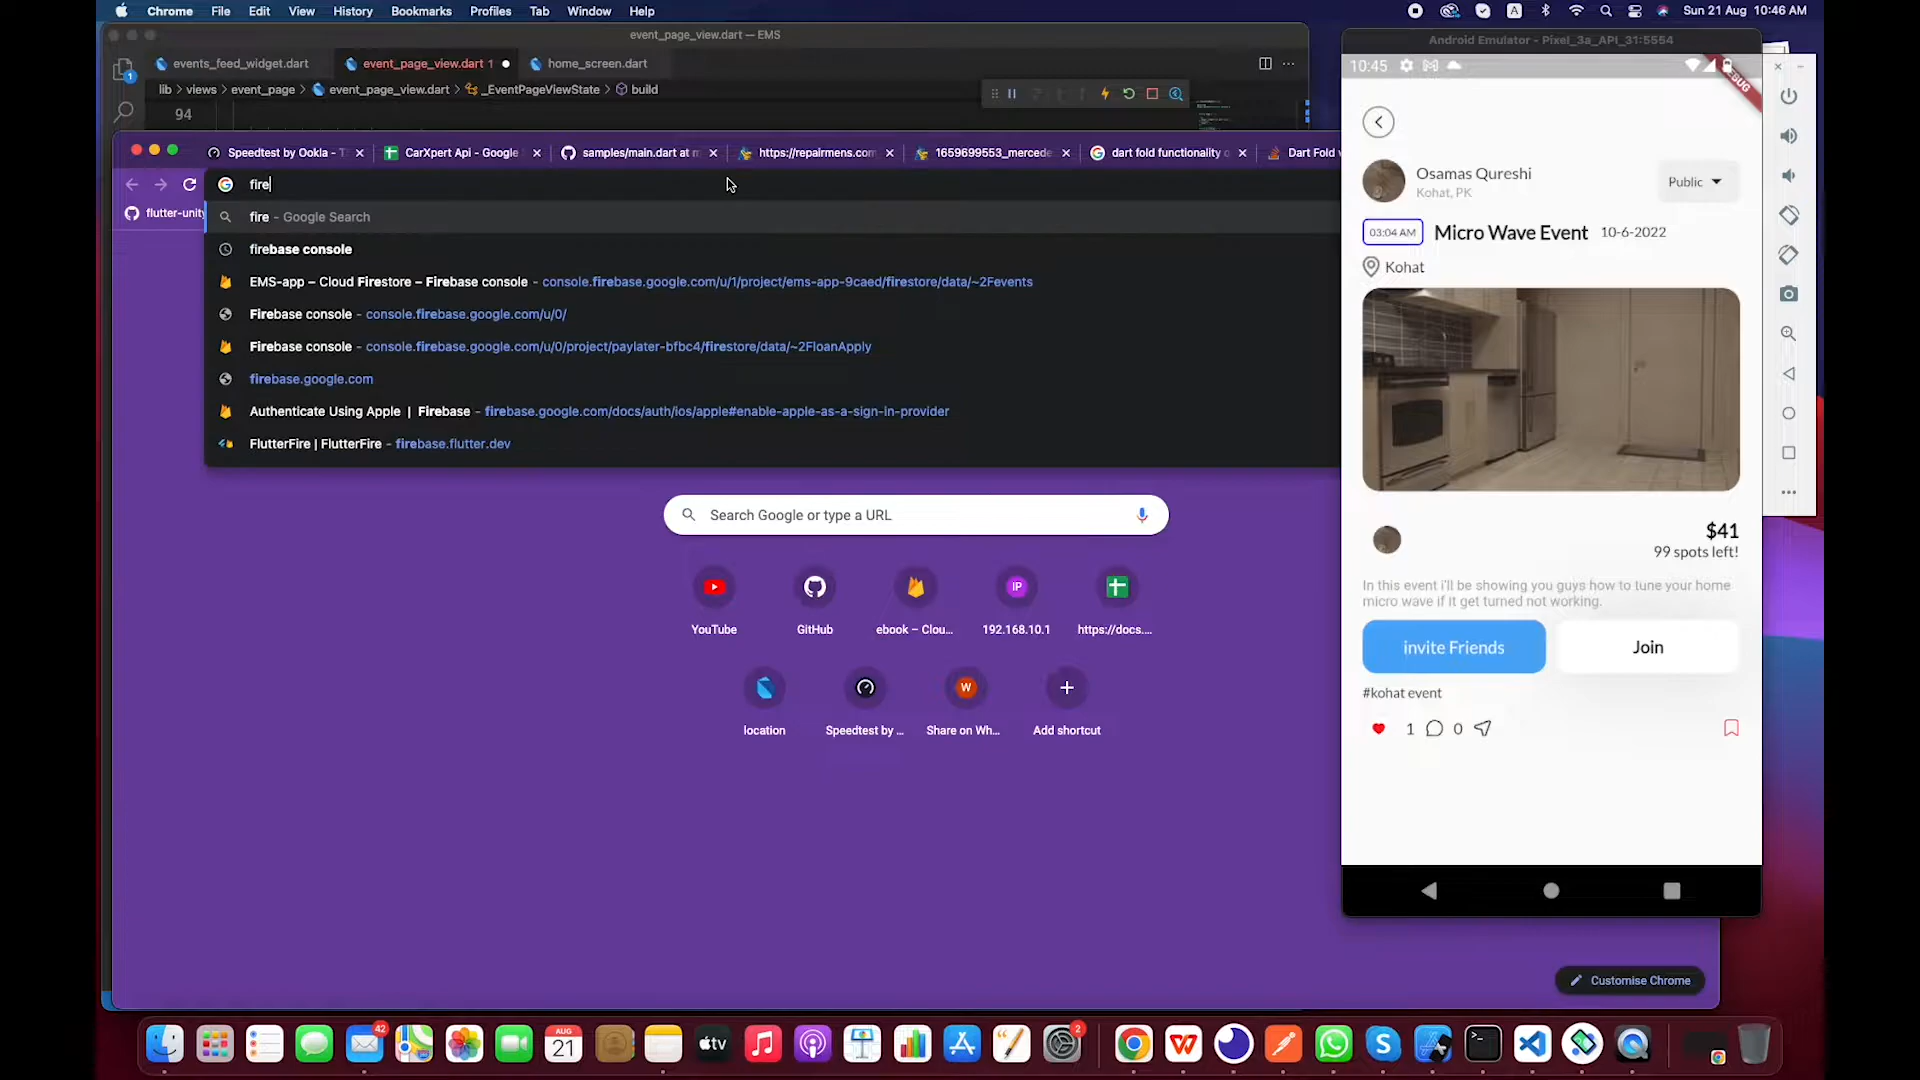 Chrome File Edit View History Bookmarks Profiles Tab Window Help
A Sun 21 Aug 10:46 AM
event_page_view.dart — EMS
events_feed_widget.dart
event_page_view.dart 1
home_screen.dart
1
lib > views > event_page > event_page_view.dart > _EventPageViewState > build
94
Speedtest by Ookla - T
CarXpert Api - Google
samples/main.dart at m
https://repairmens.com
1659699553_mercede
dart fold functionality o
Dart Fold v
fire
flutter-unity
fire - Google Search
firebase console
EMS-app – Cloud Firestore – Firebase console - console.firebase.google.com/u/1/project/ems-app-9caed/firestore/data/~2Fevents
Firebase console - console.firebase.google.com/u/0/
Firebase console - console.firebase.google.com/u/0/project/paylater-bfbc4/firestore/data/~2FloanApply
firebase.google.com
Authenticate Using Apple | Firebase - firebase.google.com/docs/auth/ios/apple#enable-apple-as-a-sign-in-provider
FlutterFire | FlutterFire - firebase.flutter.dev
Search Google or type a URL
IP
YouTube
GitHub
ebook – Clou...
192.168.10.1
https://docs....
W
location
Speedtest by ...
Share on Wh...
Add shortcut
Customise Chrome
Android Emulator - Pixel_3a_API_31:5554
10:45
DEBUG
Osamas Qureshi
Kohat, PK
Public
03:04 AM Micro Wave Event 10-6-2022
Kohat
$41
99 spots left!
In this event i'll be showing you guys how to tune your home
micro wave if it get turned not working.
invite Friends
Join
#kohat event
1
0
42
AUG
21
tv
2